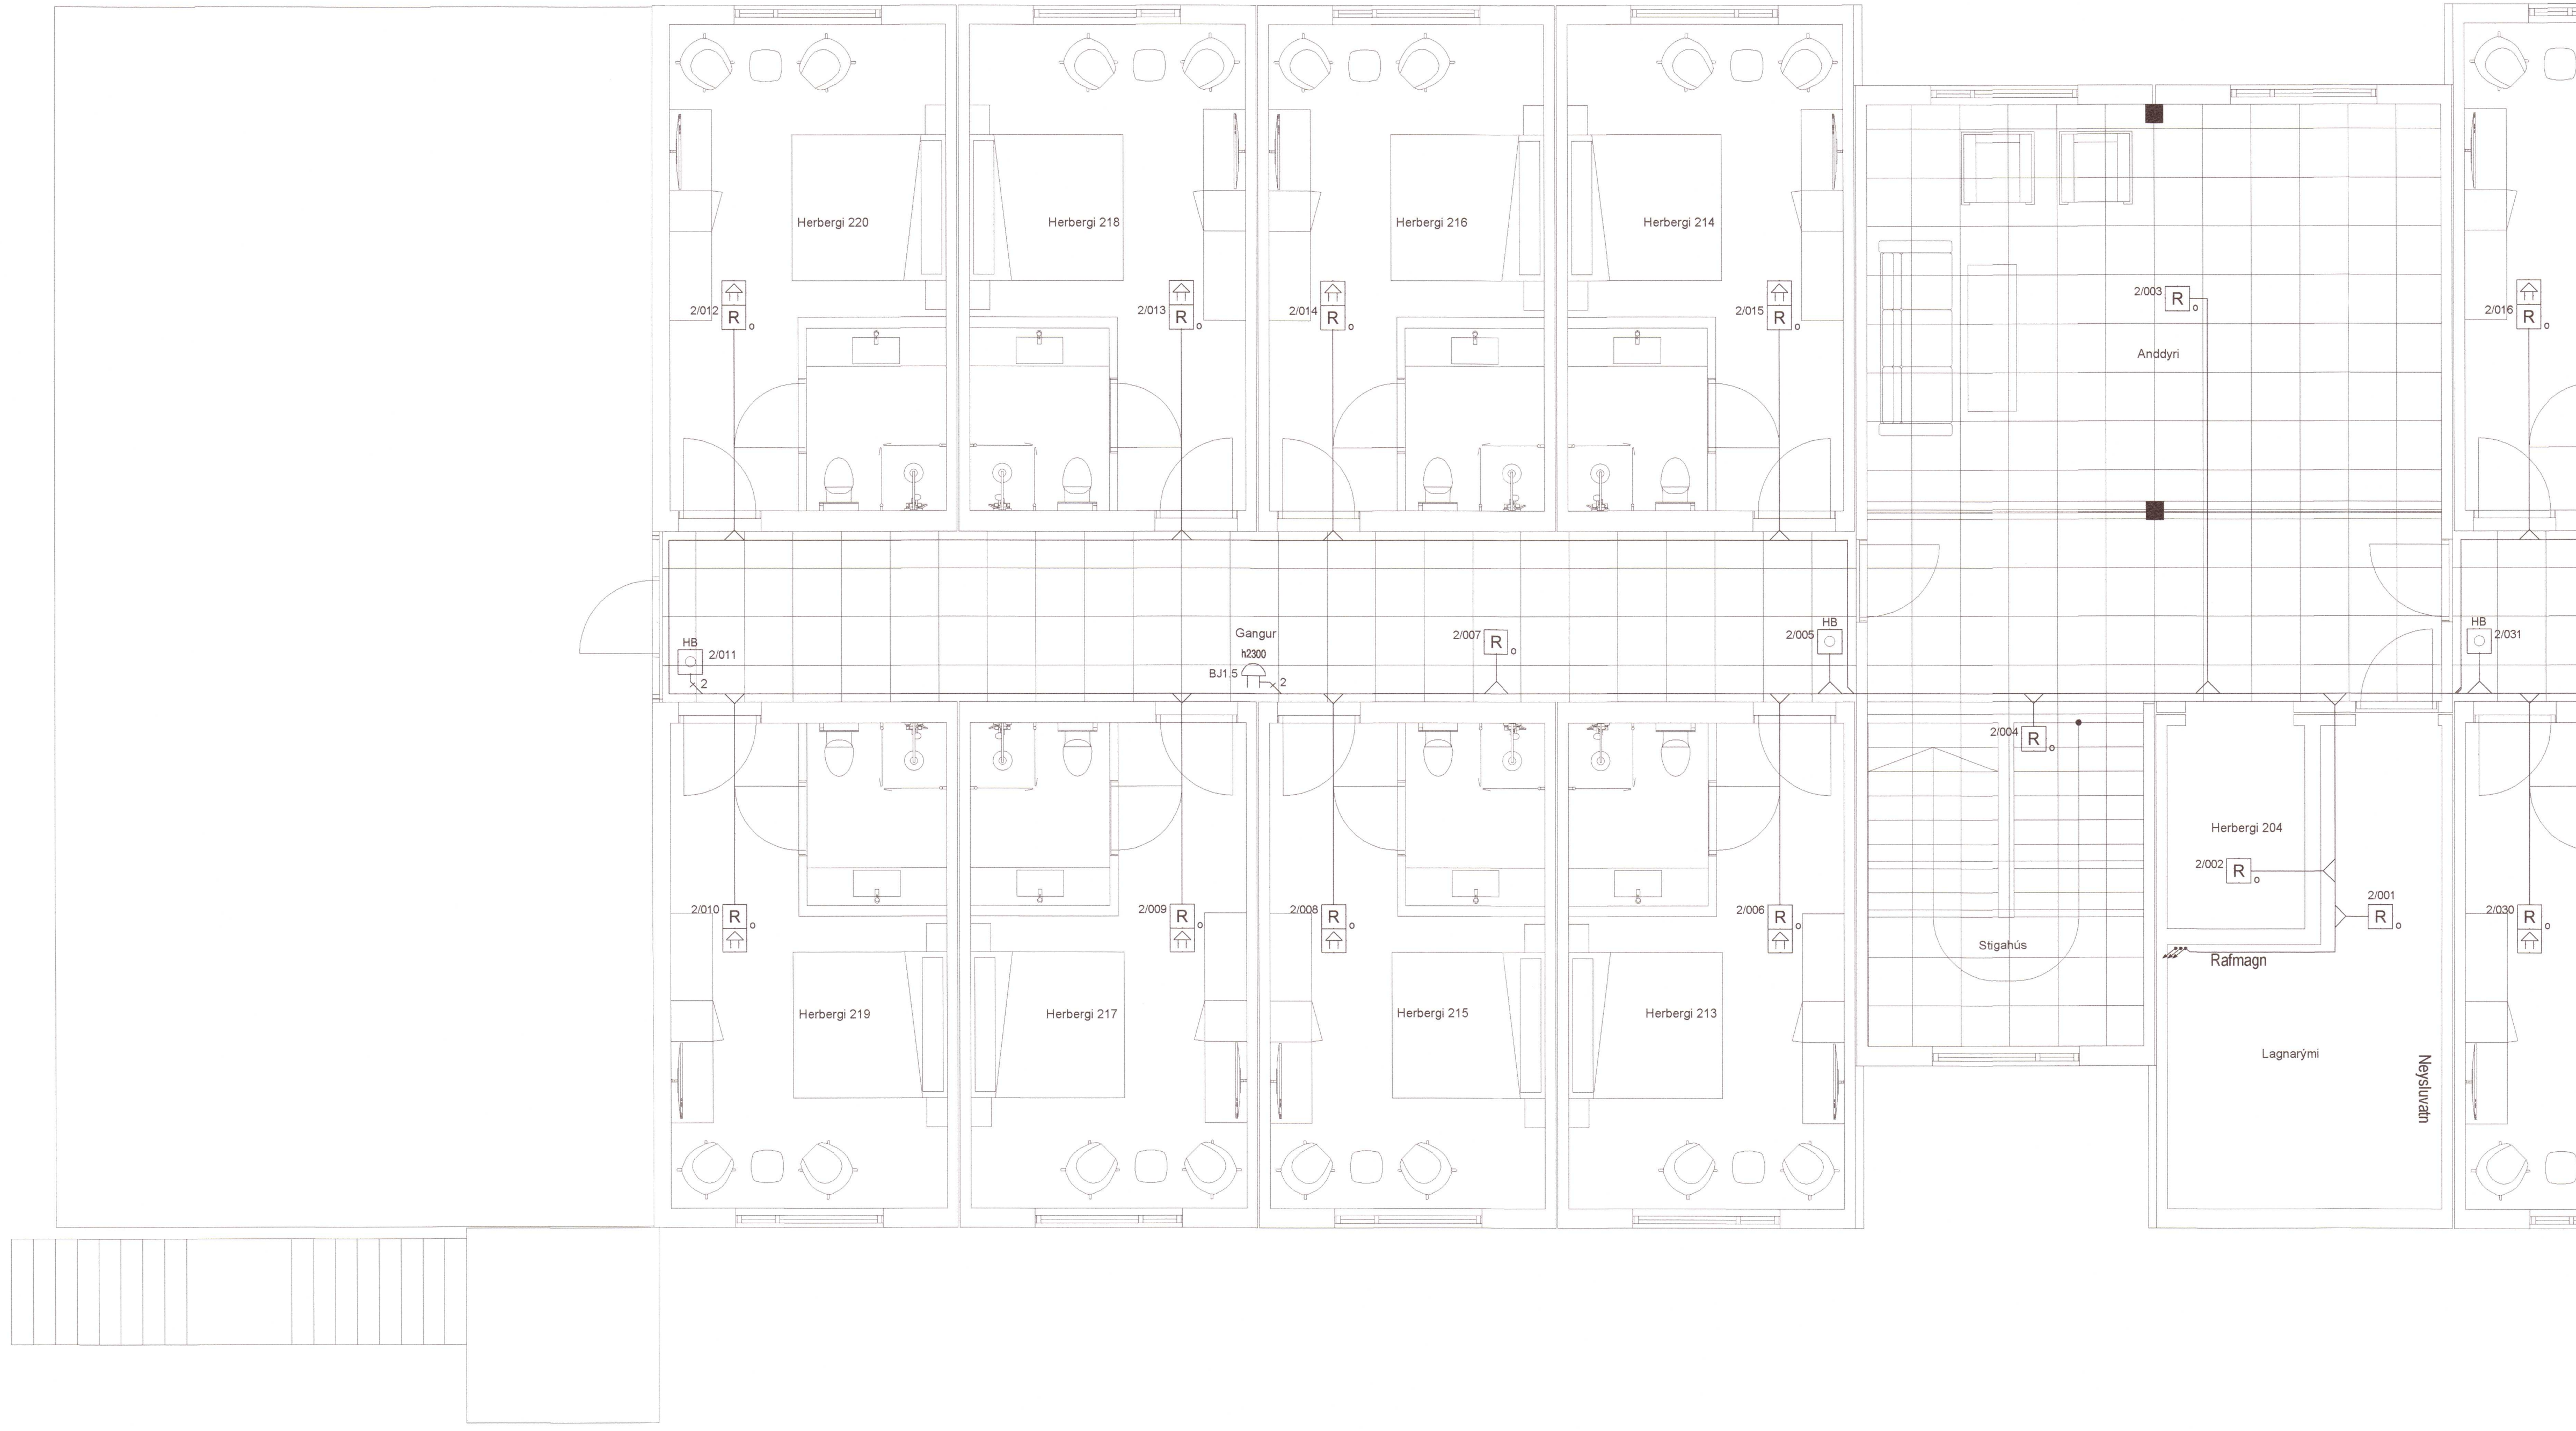 Herbergi 220
Herbergi 218
Herbergi 216
Herbergi 214
2/012
R
o
2/013
R
o
2/014
R
o
2/015
R
o
2/003
R
o
2/016
R
o
Anddyri
HB
2/011
2
Gangur
h2300
BJ1.5
2
2/007
R
o
HB
2/005
HB
2/031
2/004
R
o
Herbergi 204
2/002
R
o
2/001
R
o
2/010
R
o
2/009
R
o
2/008
R
o
2/006
R
o
2/030
R
o
Stigahús
Rafmagn
Herbergi 219
Herbergi 217
Herbergi 215
Herbergi 213
Lagnarými
Neysluvatn